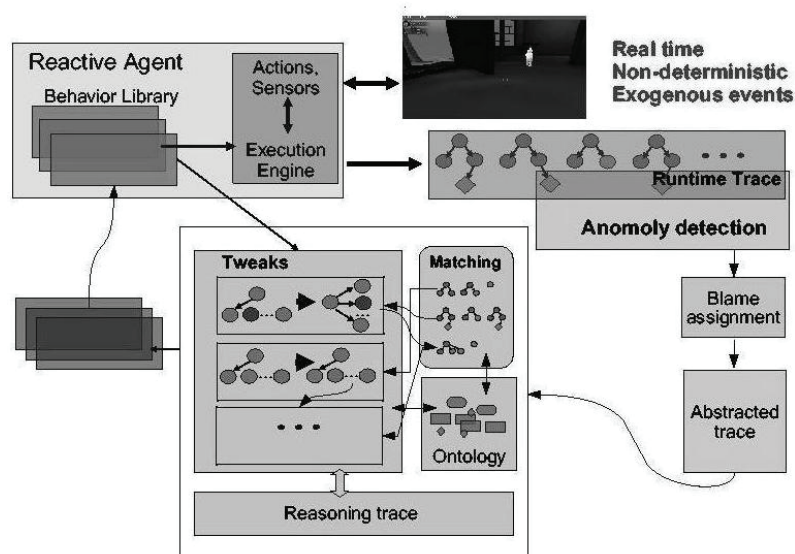 Reactive Agent
Behavior Library
Actions,
Sensors
Execution
Engine
Real time
Non-deterministic
Exogenous events
Runtime Trace
Anomoly detection
Blame
assignment
Abstracted
trace
Tweaks
Matching
Ontology
Reasoning trace